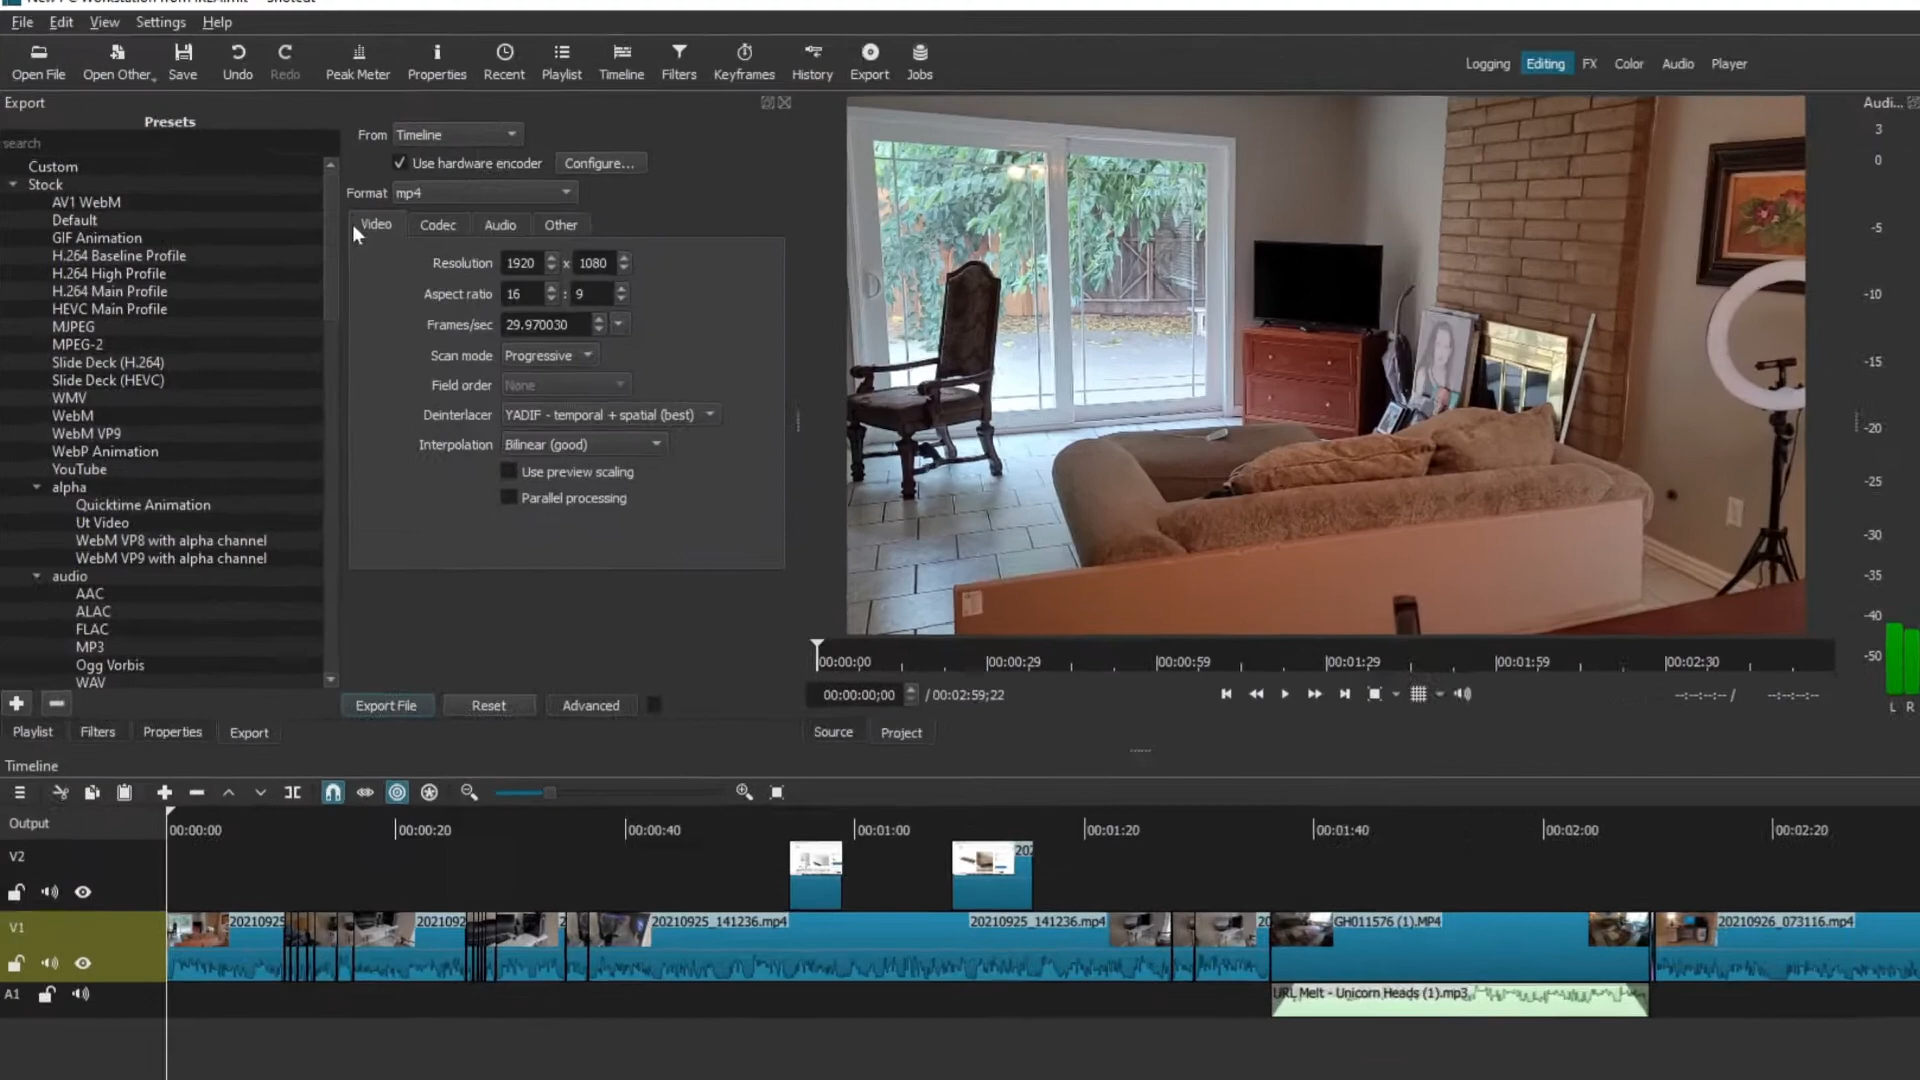 File Edit View Settings Help
Open File Open Other Save Undo Redo Peak Meter Properties Recent Playlist Timeline Filters Keyframes History Export Jobs
Logging Editing FX Color Audio Player
Export
Presets
search
Custom
Stock
AV1 WebM
Default
GIF Animation
H.264 Baseline Profile
H.264 High Profile
H.264 Main Profile
HEVC Main Profile
MJPEG
MPEG-2
Slide Deck (H.264)
Slide Deck (HEVC)
WMV
WebM
WebM VP9
WebP Animation
YouTube
alpha
Quicktime Animation
Ut Video
WebM VP8 with alpha channel
WebM VP9 with alpha channel
audio
AAC
ALAC
FLAC
MP3
Ogg Vorbis
WAV
From Timeline
Use hardware encoder Configure...
Format mp4
Video Codec Audio Other
Resolution 1920 x 1080
Aspect ratio 16 : 9
Frames/sec 29.970030
Scan mode Progressive
Field order None
Deinterlacer YADIF - temporal + spatial (best)
Interpolation Bilinear (good)
Use preview scaling
Parallel processing
Export File Reset Advanced
Playlist Filters Properties Export
Audi...
3
0
-5
-10
-15
-20
-25
-30
-35
-40
-50
L R
00:00:00 00:00:29 00:00:59 00:01:29 00:01:59 00:02:30
00:00:00;00 / 00:02:59;22 --:--:--:-- / --:--:--:--
Source Project
Timeline
Output
00:00:00 00:00:20 00:00:40 00:01:00 00:01:20 00:01:40 00:02:00 00:02:20
V2
202
V1
20210925 202109 20210925_141236.mp4 20210925_141236.mp4 20 GH011576 (1).MP4 20210926_073116.mp4
A1
URL Melt - Unicorn Heads (1).mp3